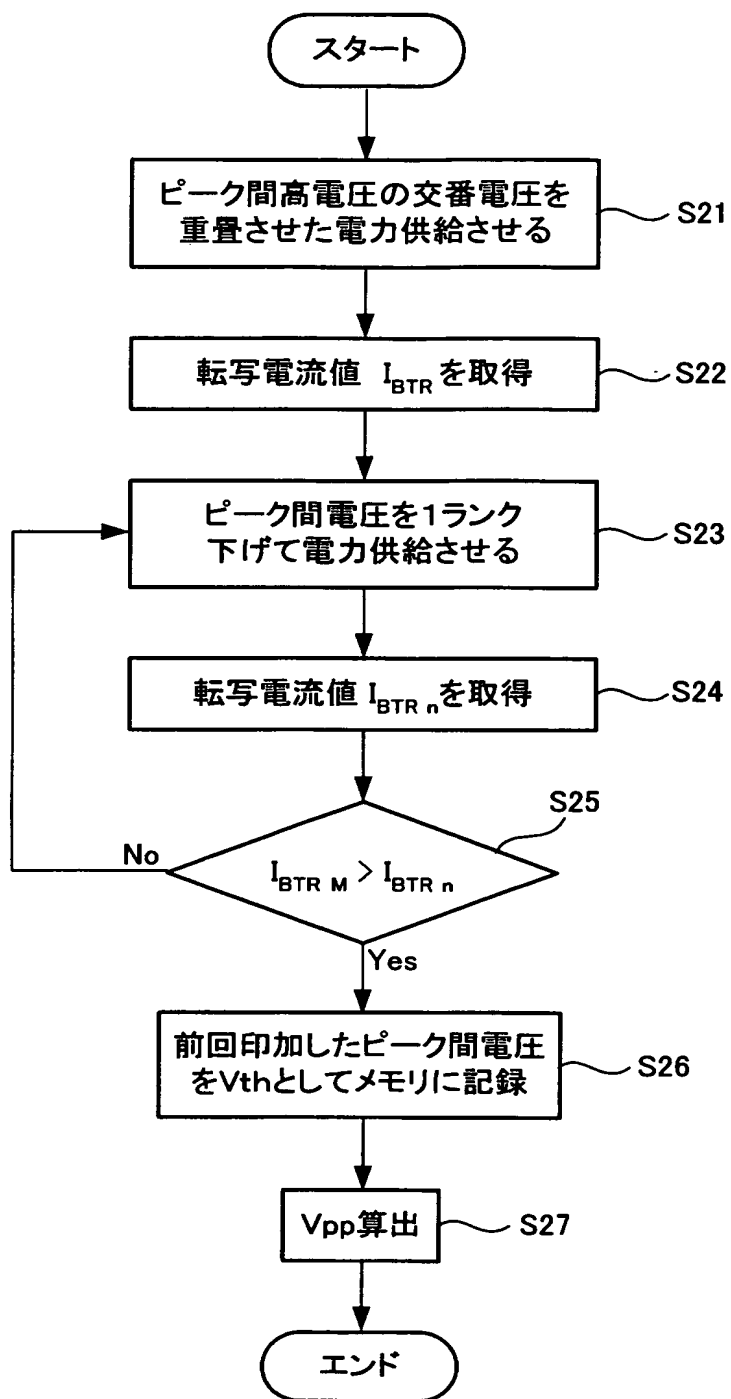 スタート
ピーク間高電圧の交番電圧を
重畳させた電力供給させる
S21
転写電流値 I_BTR を取得
S22
ピーク間電圧を1ランク
下げて電力供給させる
S23
転写電流値 I_BTR n を取得
S24
S25
No
I_BTR M > I_BTR n
Yes
前回印加したピーク間電圧
をVthとしてメモリに記録
S26
Vpp算出
S27
エンド